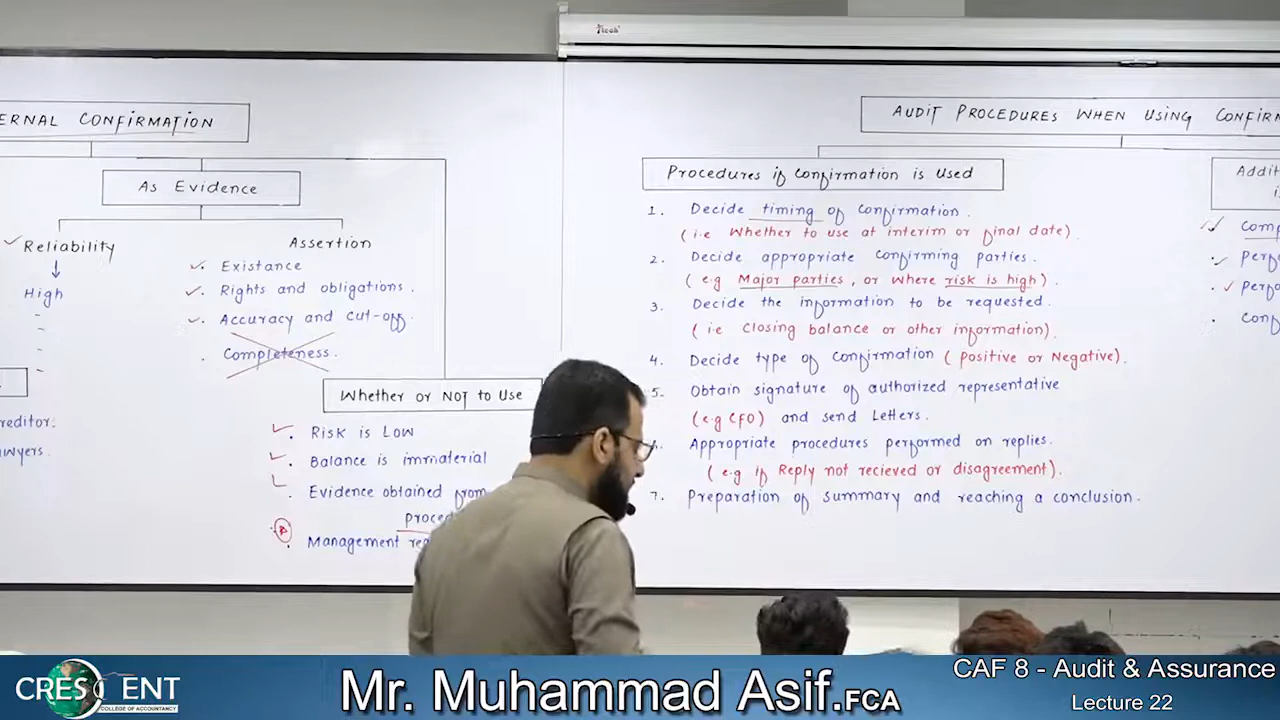 iTech
ERNAL CONFIRMATION
As Evidence
Reliability
High
Assertion
Existance
Rights and obligations.
Accuracy and cut-off.
Completeness.
reditor:
wyers.
Whether or NOT to Use
Risk is Low
Balance is immaterial
Evidence obtained from
proced
Management re
AUDIT PROCEDURES WHEN USING CONFIRM
Procedures if Confirmation is Used
1. Decide timing of confirmation.
(i.e Whether to use at interim or final date).
2. Decide appropriate confirming parties.
(e.g Major parties, or where risk is high).
3. Decide the information to be requested.
(ie Closing balance or other information).
4. Decide type of confirmation (positive or Negative).
5. Obtain signature of authorized representative
(e.g CFO) and send Letters.
Appropriate procedures performed on replies.
(e.g if Reply not recieved or disagreement).
7. Preparation of summary and reaching a conclusion.
Addit
is
Comp
Perfo
Perfo
Conf
CRESCENT
COLLEGE OF ACCOUNTANCY
Mr. Muhammad Asif.FCA
CAF 8 - Audit & Assurance
Lecture 22